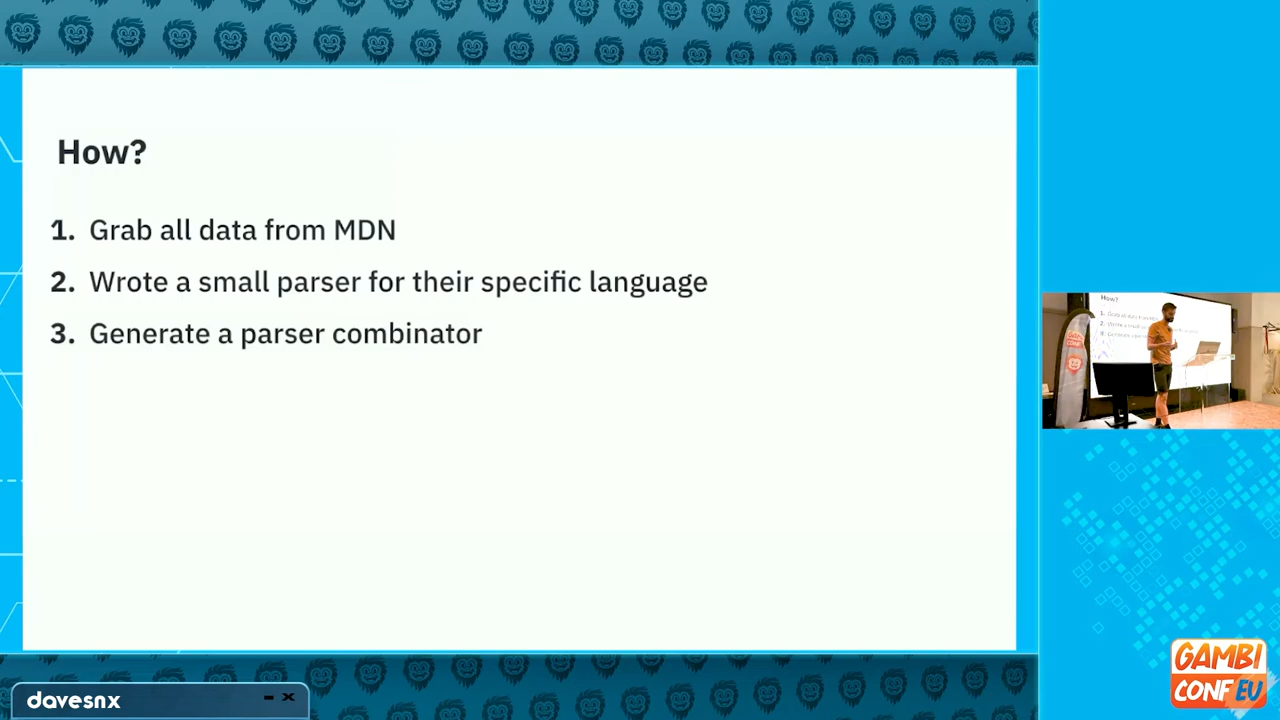 How?
1. Grab all data from MDN
2. Wrote a small parser for their specific language
3. Generate a parser combinator
How?
davesnx
GAMBI
CONF EU